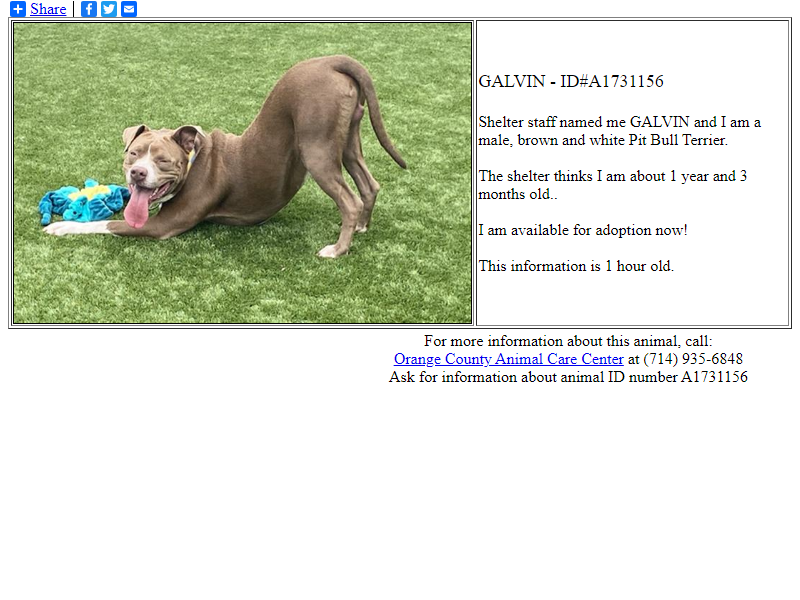 Share |
GALVIN - ID#A1731156
Shelter staff named me GALVIN and I am a
male, brown and white Pit Bull Terrier.
The shelter thinks I am about 1 year and 3
months old..
I am available for adoption now!
This information is 1 hour old.
For more information about this animal, call:
Orange County Animal Care Center at (714) 935-6848
Ask for information about animal ID number A1731156